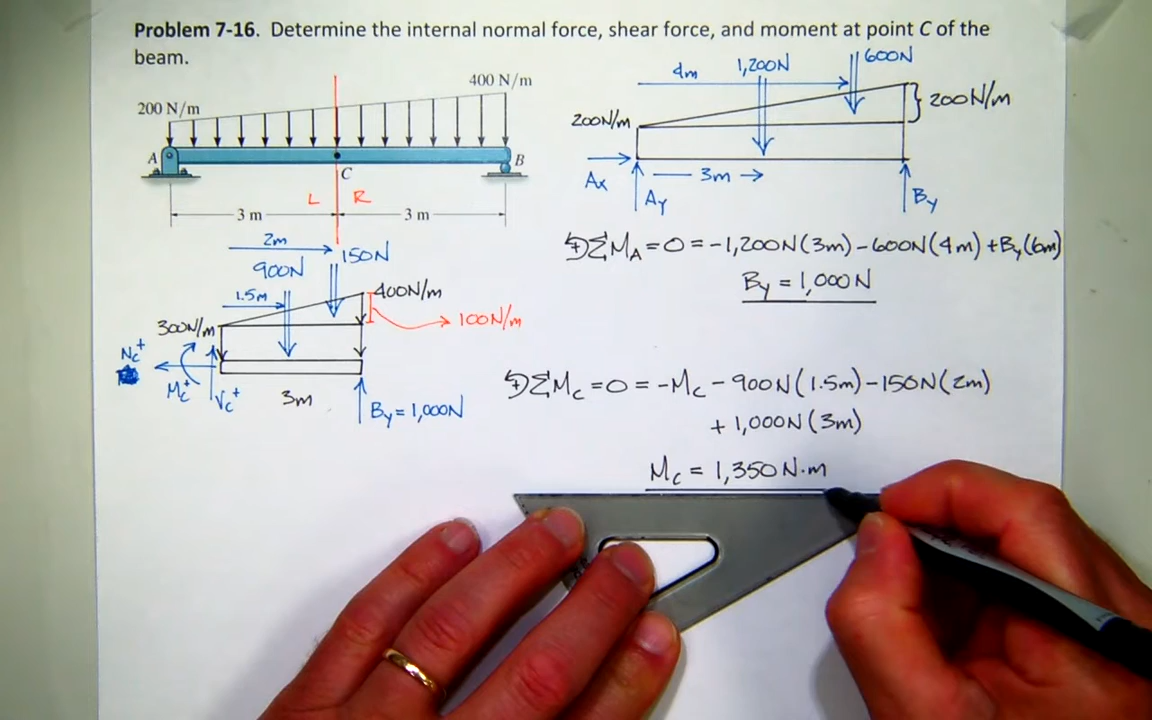 Problem 7-16. Determine the internal normal force, shear force, and moment at point C of the
beam.
200 N/m
400 N/m
A
B
C
L R
3 m
3 m
4m
1,200N
600N
200N/m
200N/m
Ax
Ay
3m
By
↺ΣM_A = 0 = -1,200N(3m) - 600N(4m) + By(6m)
By = 1,000N
2m
150N
900N
1.5m
400N/m
300N/m
100N/m
Nc⁺
Mc⁺
Vc⁺
3m
By = 1,000N
↺ΣMc = 0 = -Mc - 900N(1.5m) - 150N(2m)
+ 1,000N(3m)
Mc = 1,350N·m